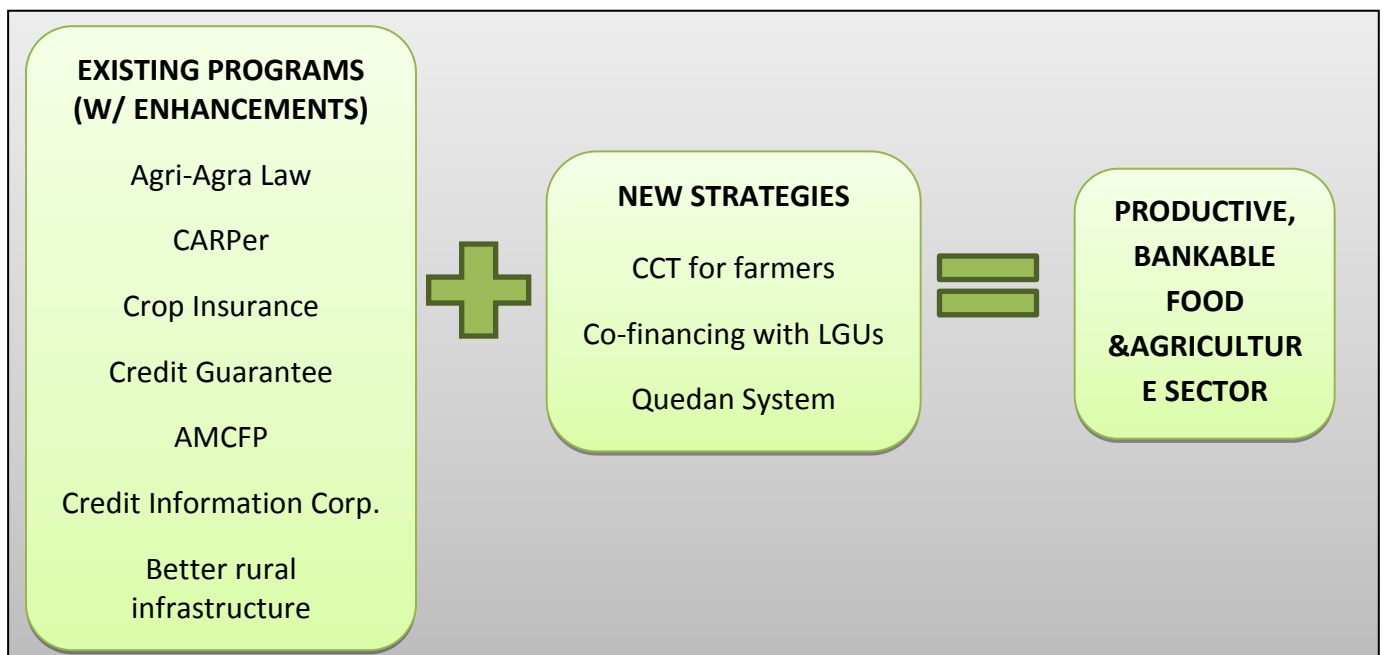 EXISTING PROGRAMS
(W/ ENHANCEMENTS)
Agri-Agra Law
CARPer
Crop Insurance
Credit Guarantee
AMCFP
Credit Information Corp.
Better rural
infrastructure
NEW STRATEGIES
CCT for farmers
Co-financing with LGUs
Quedan System
PRODUCTIVE,
BANKABLE
FOOD
&AGRICULTUR
E SECTOR